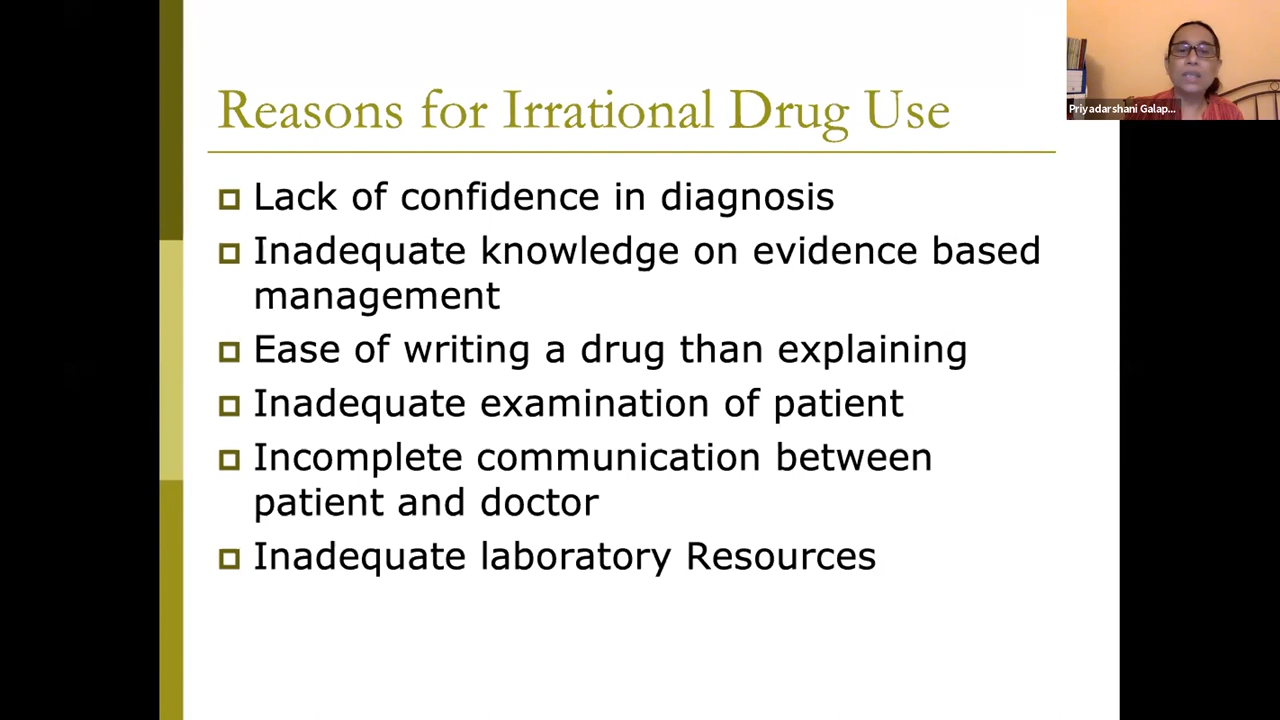 Reasons for Irrational Drug Use
Lack of confidence in diagnosis
Inadequate knowledge on evidence based
management
Ease of writing a drug than explaining
Inadequate examination of patient
Incomplete communication between
patient and doctor
Inadequate laboratory Resources
Priyadarshani Galap...